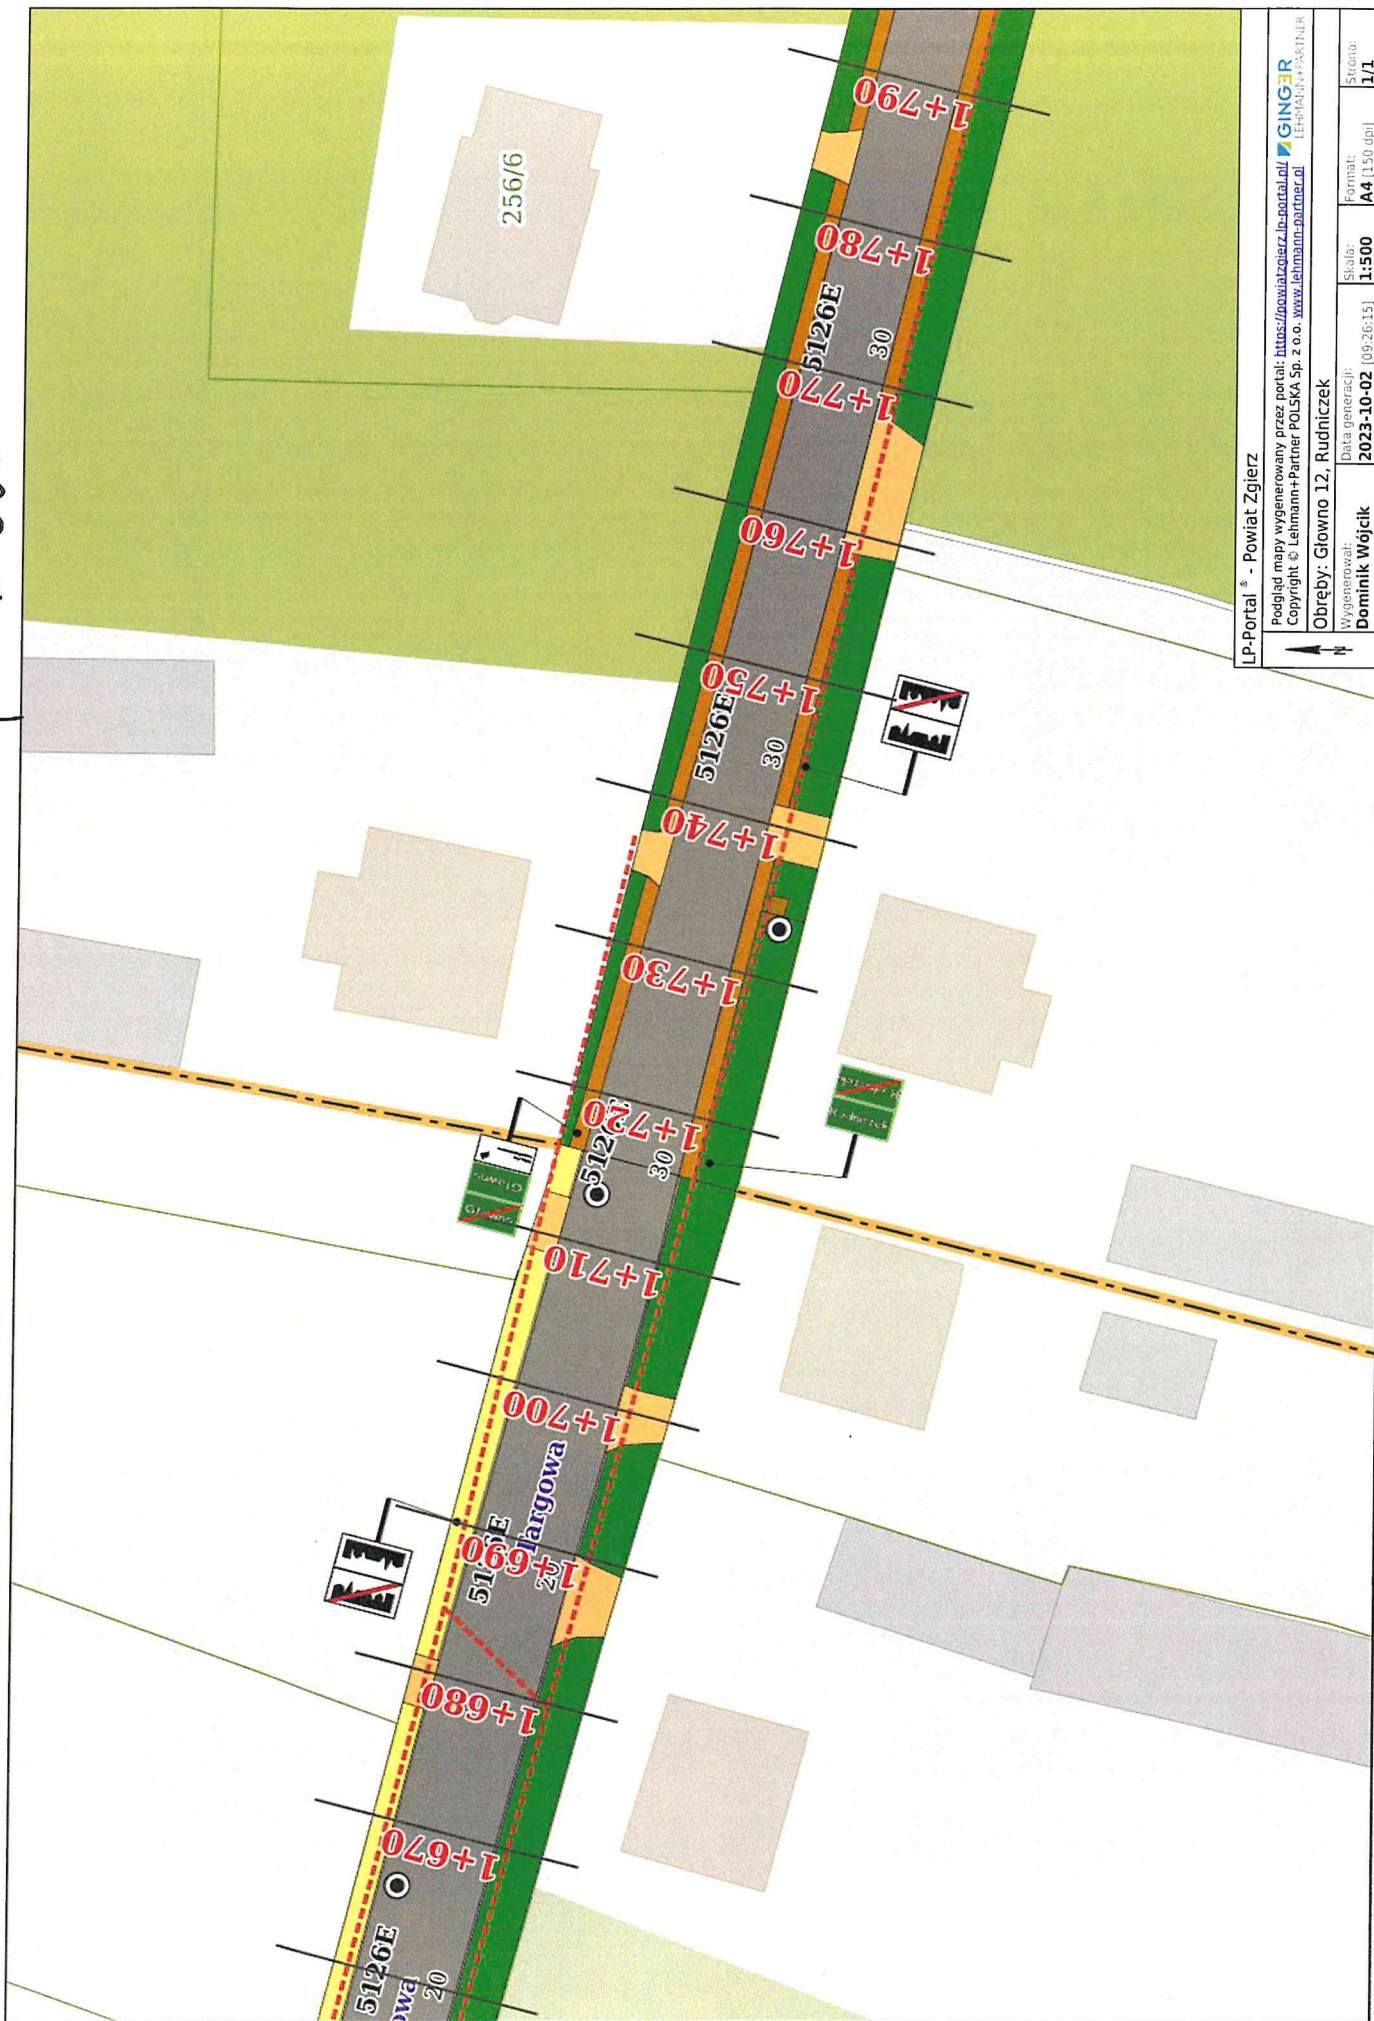 256/6
1+790
1+780
5126E
30
1+770
1+760
1+750
5126E
30
1+740
1+730
1+720
30
Głowno
1+710
1+700
Targowa
1+690
20
1+680
1+670
5126E
20
owa
LP-Portal ® - Powiat Zgierz
Podgląd mapy wygenerowany przez portal: https://powiatzgierz.lp-portal.pl/
Copyright © Lehmann+Partner POLSKA Sp. z o.o. www.lehmann-partner.pl
GINGER
LEHMANN+PARTNER
Obręby: Głowno 12, Rudniczek
Wygenerował:
Dominik Wójcik
Data generacji:
2023-10-02 [09:26:15]
Skala:
1:500
Format:
A4 [150 dpi]
Strona:
1/1
N